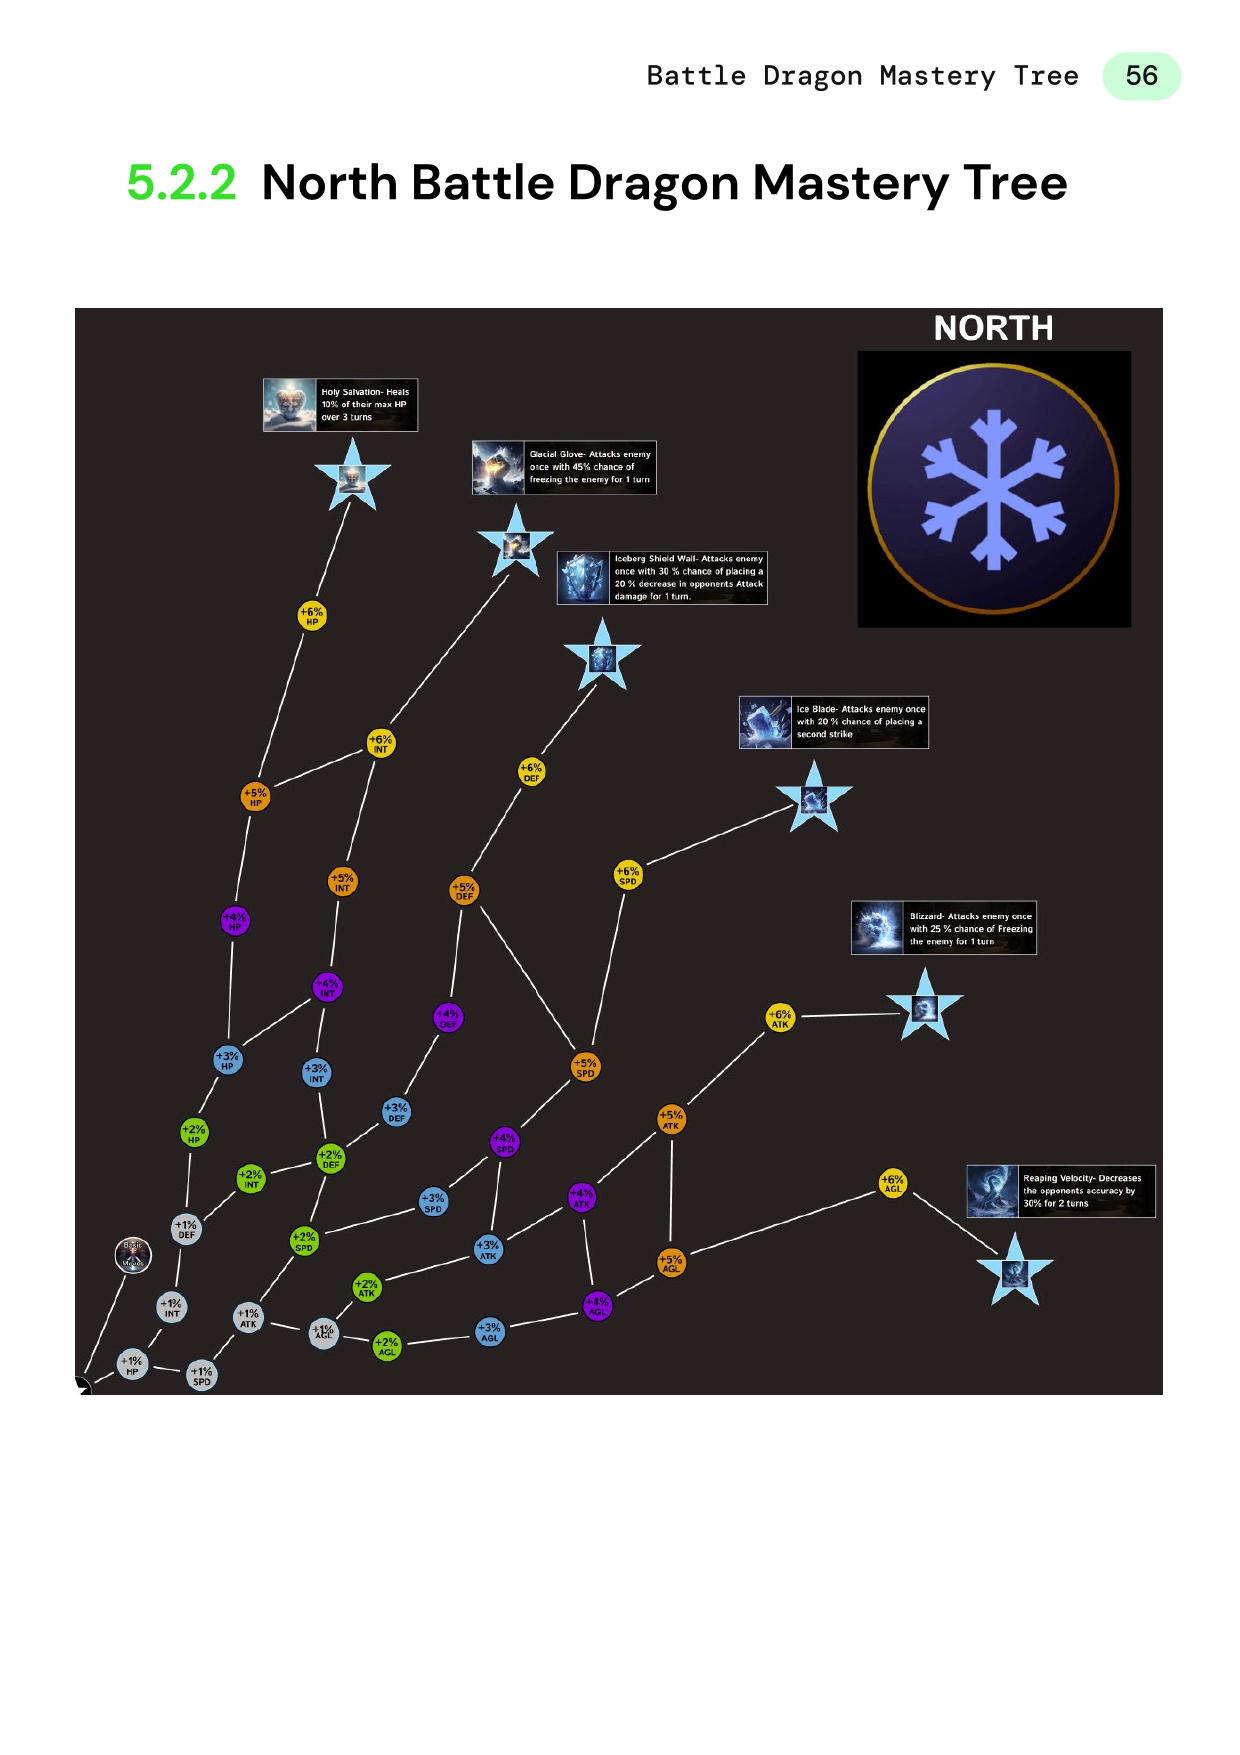 Battle Dragon Mastery Tree 56
5.2.2 North Battle Dragon Mastery Tree
NORTH
Holy Salvation- Heals
10% of their max HP
over 3 turns
Glacial Glove- Attacks enemy
once with 45% chance of
freezing the enemy for 1 turn
Iceberg Shield Wall- Attacks enemy
once with 30 % chance of placing a
20 % decrease in opponents Attack
damage for 1 turn.
+6%
HP
Ice Blade- Attacks enemy once
with 20 % chance of placing a
second strike
+6%
INT
+6%
DEF
+5%
HP
+6%
SPD
+5%
INT
+5%
DEF
Blizzard- Attacks enemy once
with 25 % chance of Freezing
the enemy for 1 turn
+4%
HP
+4%
INT
+4%
DEF
+6%
ATK
+3%
HP
+3%
INT
+5%
SPD
+3%
DEF
+5%
ATK
+2%
HP
+4%
SPD
+2%
DEF
+2%
INT
+6%
AGL
Reaping Velocity- Decreases
the opponents accuracy by
30% for 2 turns
+3%
SPD
+4%
ATK
+1%
DEF
+2%
SPD
+3%
ATK
Basic
Moves
+5%
AGL
+2%
ATK
+1%
INT
+4%
AGL
+1%
ATK
+1%
AGL
+3%
AGL
+2%
AGL
+1%
HP
+1%
SPD